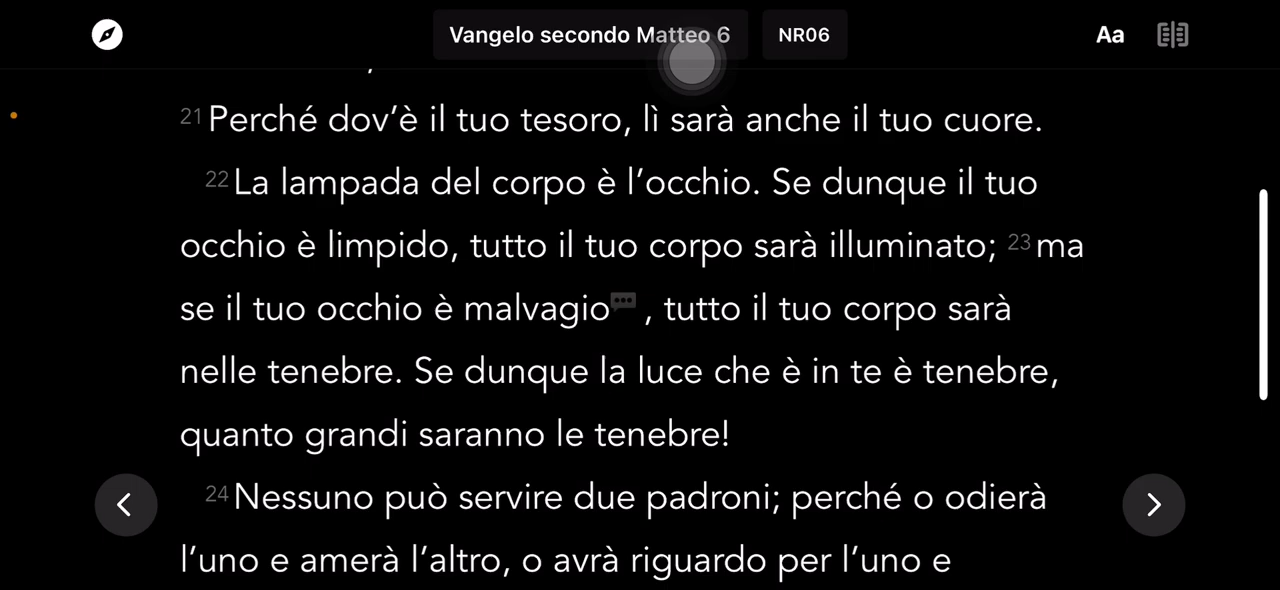 Vangelo secondo Matteo 6 NR06 Aa
21 Perché dov’è il tuo tesoro, lì sarà anche il tuo cuore.
22 La lampada del corpo è l’occhio. Se dunque il tuo
occhio è limpido, tutto il tuo corpo sarà illuminato; 23 ma
se il tuo occhio è malvagio , tutto il tuo corpo sarà
nelle tenebre. Se dunque la luce che è in te è tenebre,
quanto grandi saranno le tenebre!
24 Nessuno può servire due padroni; perché o odierà
l’uno e amerà l’altro, o avrà riguardo per l’uno e